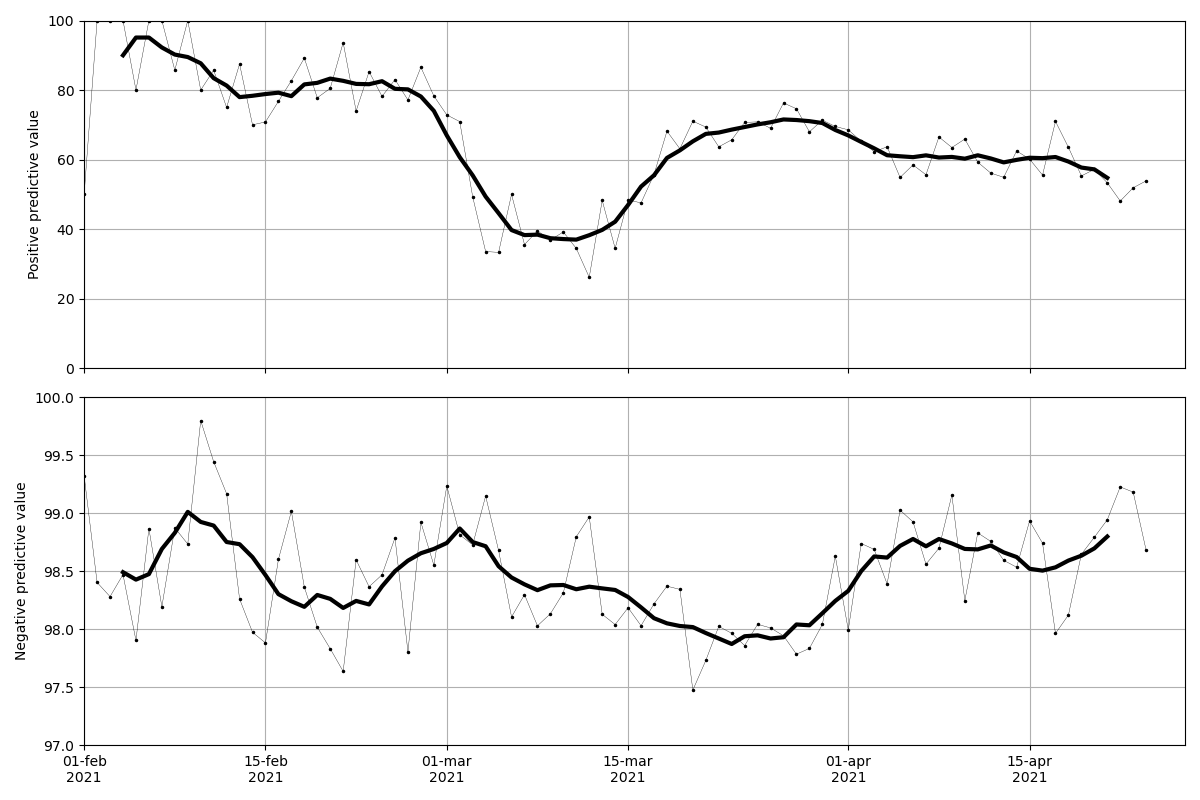 100
80
60
40
20
0
Positive predictive value
100.0
99.5
99.0
98.5
98.0
97.5
97.0
Negative predictive value
01-feb
2021
15-feb
2021
01-mar
2021
15-mar
2021
01-apr
2021
15-apr
2021